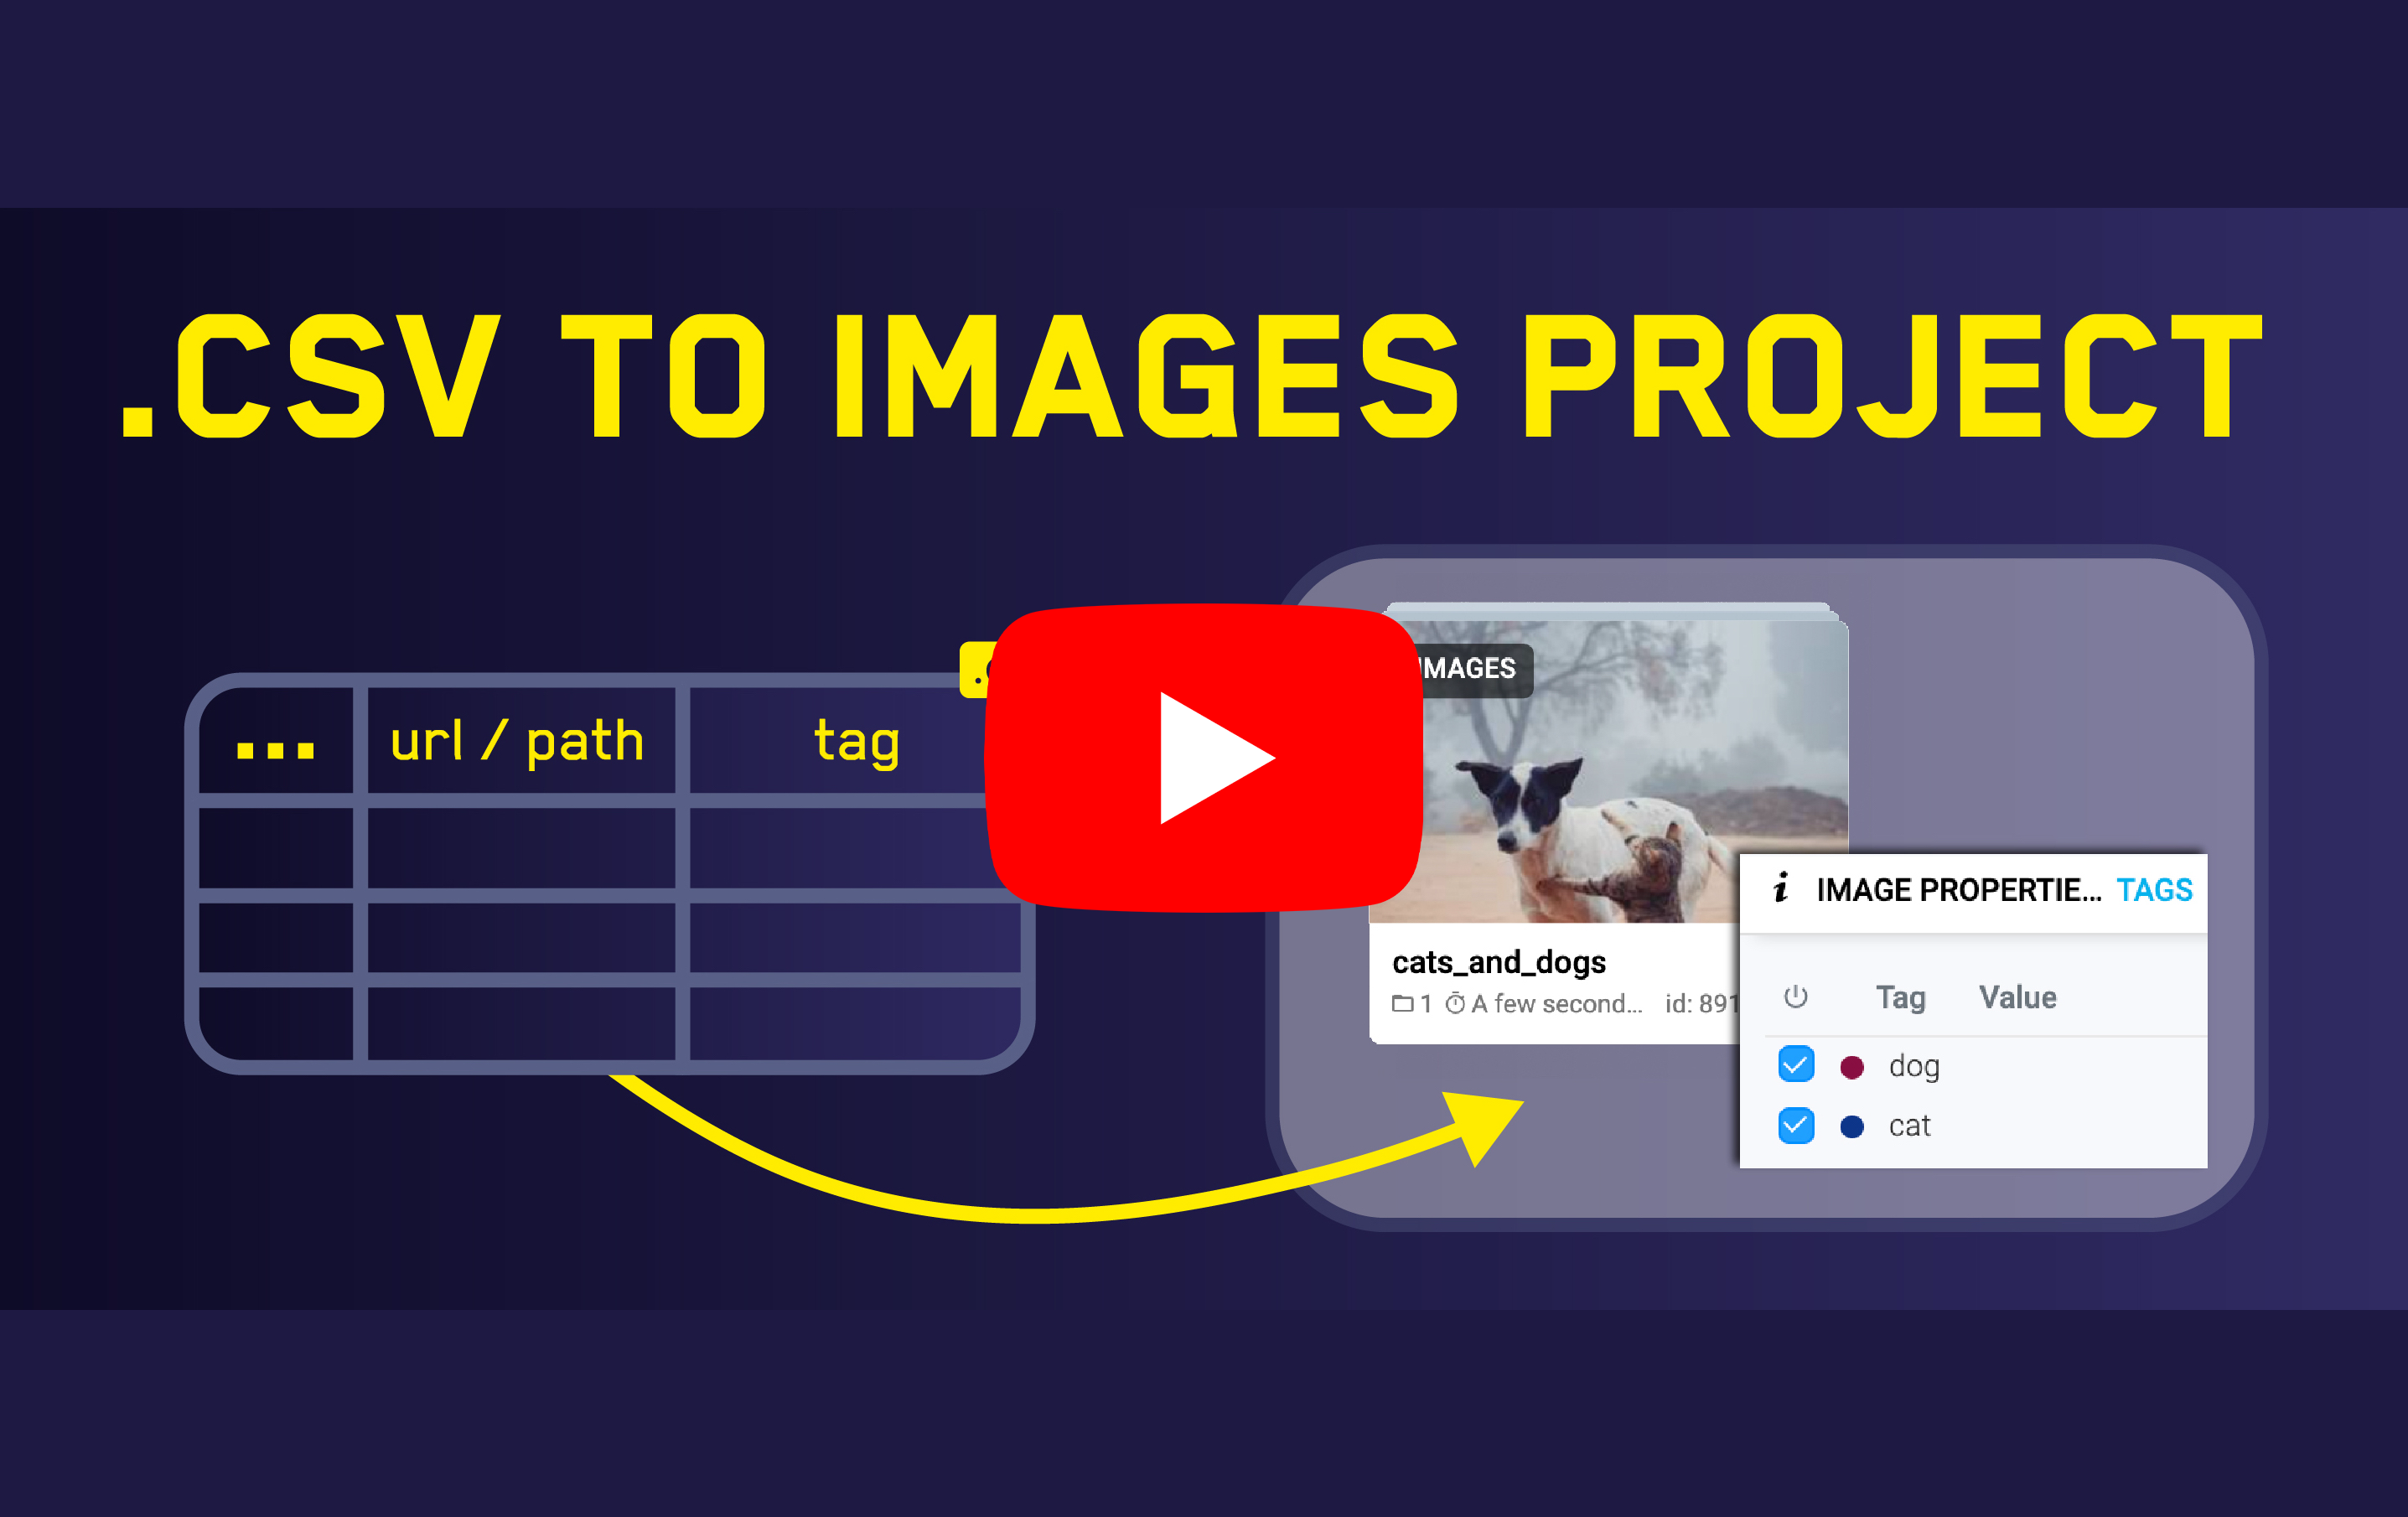 .CSV TO IMAGES PROJECT
... url / path tag
IMAGES
cats_and_dogs
1 A few second... id: 891
IMAGE PROPERTIE... TAGS
Tag Value
dog
cat